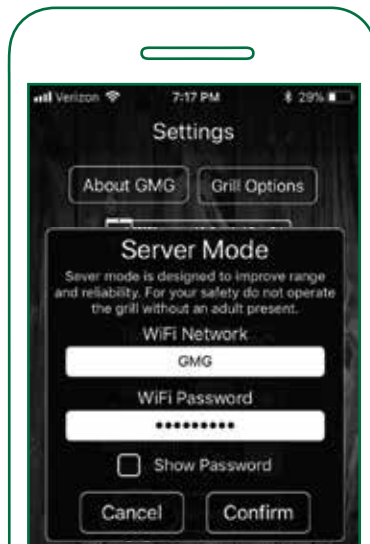 Verizon 7:17 PM 29%
Settings
About GMG Grill Options
Server Mode
Sever mode is designed to improve range
and reliability. For your safety do not operate
the grill without an adult present.
WiFi Network
GMG
WiFi Password
•••••••••
Show Password
Cancel Confirm